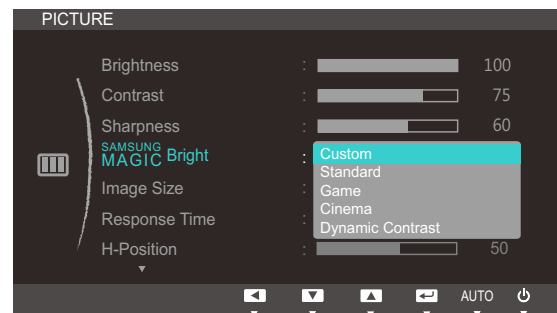 PICTURE
Brightness : 100
Contrast : 75
Sharpness : 60
SAMSUNG
MAGIC Bright : Custom
Standard
Image Size : Game
Cinema
Response Time : Dynamic Contrast
H-Position : 50
AUTO